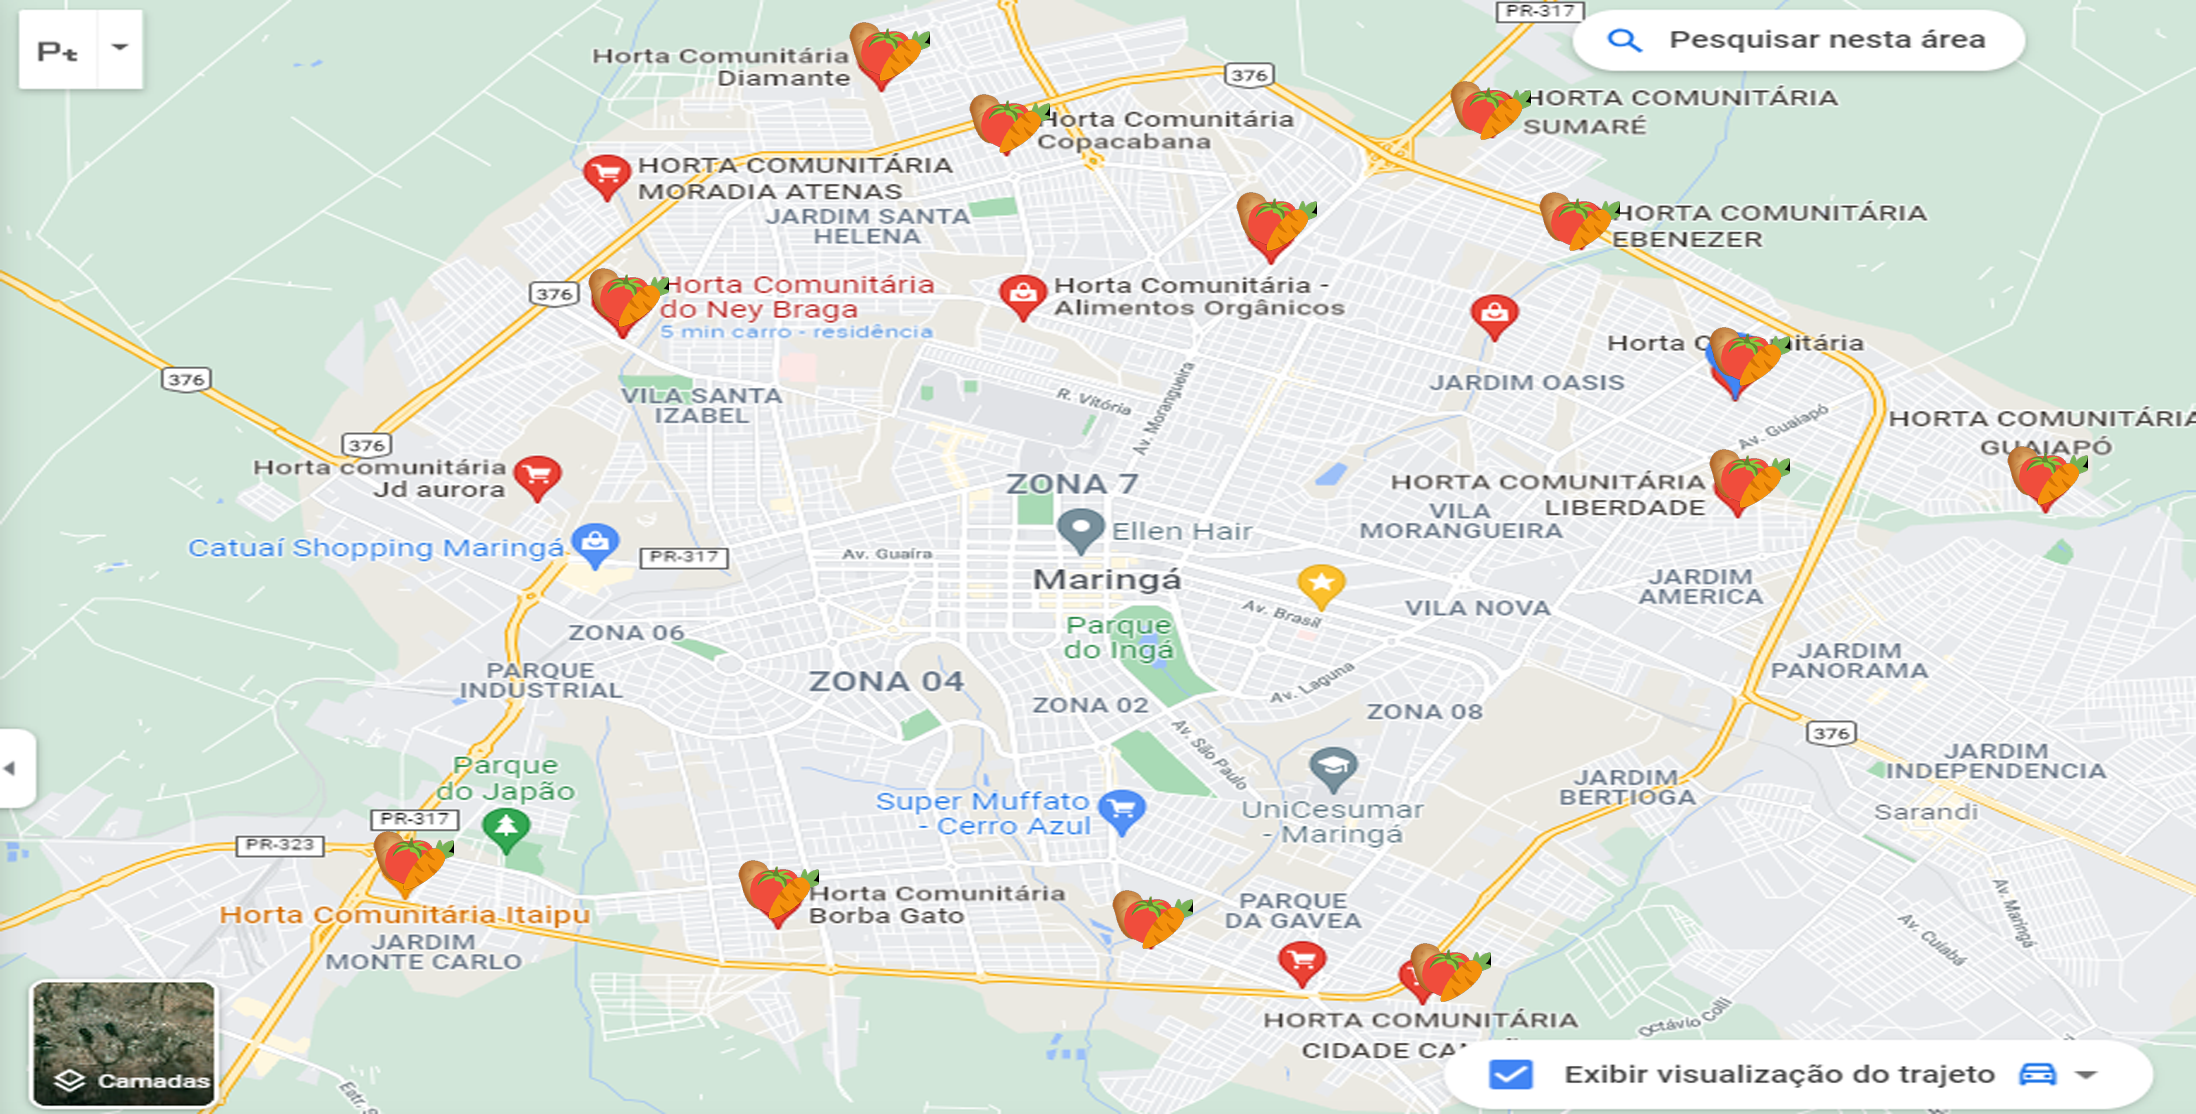 PR-317
Pt
Pesquisar nesta área
Horta Comunitária
Diamante
376
HORTA COMUNITÁRIA
SUMARÉ
Horta Comunitária
Copacabana
HORTA COMUNITÁRIA
MORADIA ATENAS
JARDIM SANTA
HELENA
HORTA COMUNITÁRIA
EBENEZER
376
Horta Comunitária
do Ney Braga
5 min carro - residência
Horta Comunitária -
Alimentos Orgânicos
Horta
376
JARDIM OASIS
VILA SANTA
IZABEL
R. Vitória
Av. Morangueira
Av. Guaiapó
HORTA COMUNITÁRIA
GUAIAPÓ
376
Horta comunitária
Jd aurora
ZONA 7
HORTA COMUNITÁRIA
LIBERDADE
VILA
MORANGUEIRA
Ellen Hair
Catuaí Shopping Maringá
PR-317
Av. Guaíra
Maringá
JARDIM
AMERICA
Av. Brasil
VILA NOVA
ZONA 06
Parque
do Ingá
PARQUE
INDUSTRIAL
ZONA 04
JARDIM
PANORAMA
Av. Laguna
ZONA 02
ZONA 08
Av. São Paulo
376
Parque
do Japão
JARDIM
INDEPENDENCIA
JARDIM
BERTIOGA
Super Muffato
- Cerro Azul
UniCesumar
- Maringá
Sarandi
PR-317
PR-323
Horta Comunitária
Borba Gato
PARQUE
DA GAVEA
Av. Maringá
Av. Cuiabá
Horta Comunitária Itaipu
JARDIM
MONTE CARLO
HORTA COMUNITÁRIA
CIDADE
Octávio Colli
Camadas
Exibir visualização do trajeto
Estr.